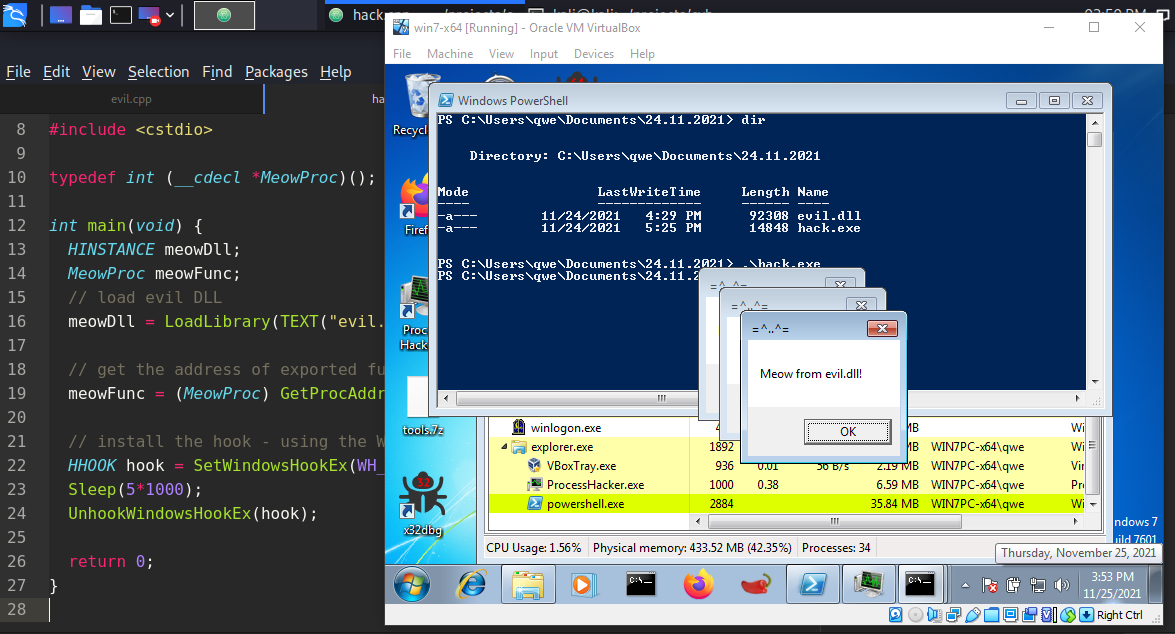 win7-x64 [Running] - Oracle VM VirtualBox
File Machine View Input Devices Help
File Edit View Selection Find Packages Help
evil.cpp
8 #include <cstdio>
9
10 typedef int (__cdecl *MeowProc)();
11
12 int main(void) {
13 HINSTANCE meowDll;
14 MeowProc meowFunc;
15 // load evil DLL
16 meowDll = LoadLibrary(TEXT("evil.
17
18 // get the address of exported fu
19 meowFunc = (MeowProc) GetProcAddr
20
21 // install the hook - using the W
22 HHOOK hook = SetWindowsHookEx(WH_
23 Sleep(5*1000);
24 UnhookWindowsHookEx(hook);
25
26 return 0;
27 }
28
Recycl
Firef
Proc
Hack
tools.7z
x32dbg
Windows PowerShell
PS C:\Users\qwe\Documents\24.11.2021> dir
Directory: C:\Users\qwe\Documents\24.11.2021
Mode LastWriteTime Length Name
---- ------------- ------ ----
-a--- 11/24/2021 4:29 PM 92308 evil.dll
-a--- 11/24/2021 5:25 PM 14848 hack.exe
PS C:\Users\qwe\Documents\24.11.2021> .\hack.exe
PS C:\Users\qwe\Documents\24.11.2
=^..^=
=^..^=
=^..^=
Meow from evil.dll!
OK
winlogon.exe MB Wi
explorer.exe 1892 MB WIN7PC-x64\qwe Wi
VBoxTray.exe 936 0.01 56 B/s 2.19 MB WIN7PC-x64\qwe Vir
ProcessHacker.exe 1000 0.38 6.59 MB WIN7PC-x64\qwe Pr
powershell.exe 2884 35.84 MB WIN7PC-x64\qwe Wi
CPU Usage: 1.56% Physical memory: 433.52 MB (42.35%) Processes: 34
ndows 7
uild 7601
Thursday, November 25, 2021
3:53 PM
11/25/2021
Right Ctrl